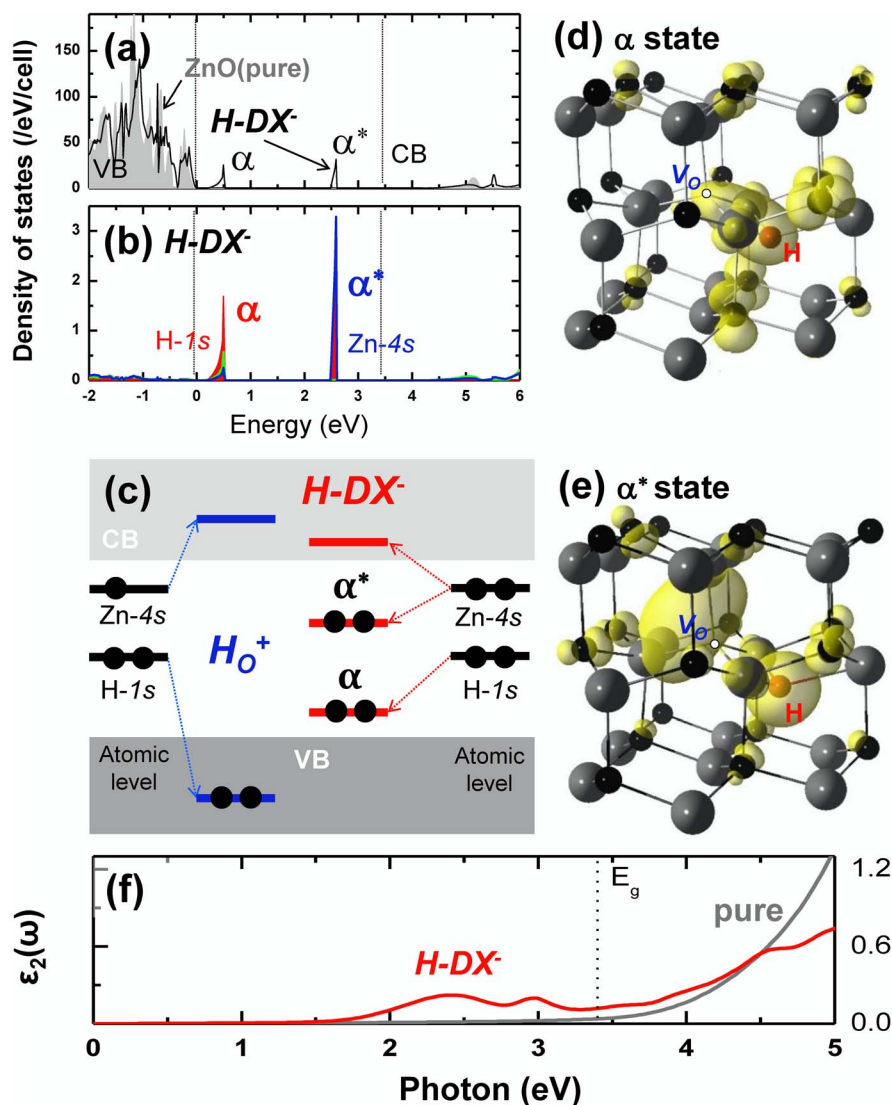 (a)
ZnO(pure)
H-DX⁻
α
α*
VB
CB
150
100
50
0
Density of states (/eV/cell)
(b)
H-DX⁻
α
α*
H-1s
Zn-4s
3
2
1
0
-2 -1 0 1 2 3 4 5 6
Energy (eV)
(c)
H-DX⁻
CB
Zn-4s
α*
Zn-4s
H-1s
H_O⁺
α
H-1s
Atomic
level
VB
Atomic
level
(d) α state
V_O
H
(e) α* state
V_O
H
(f)
E_g
pure
H-DX⁻
ε₂(ω)
1.2
0.6
0.0
0 1 2 3 4 5
Photon (eV)